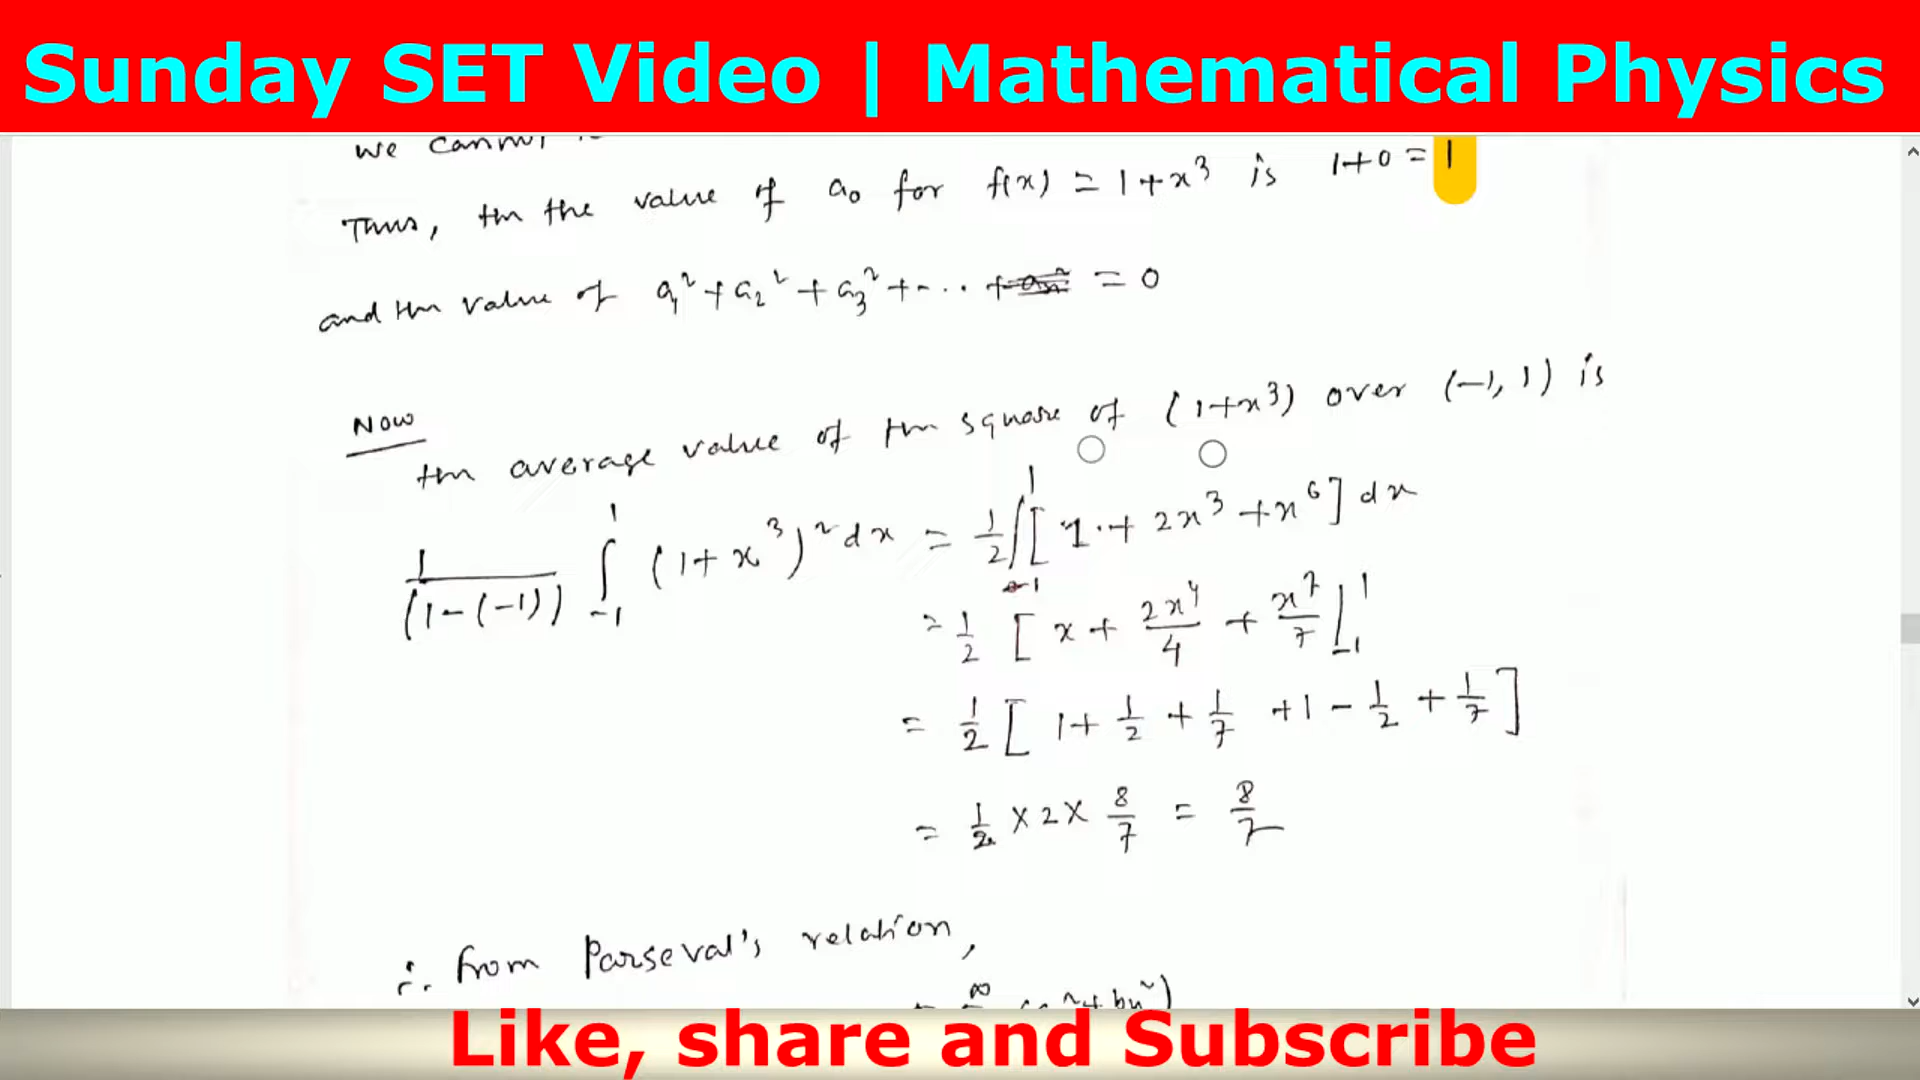 Sunday SET Video | Mathematical Physics
we cannot
Thus, the the value of a₀ for f(x) = 1+x³ is 1+0 = 1
and the value of a₁² + a₂² + a₃² + ... + = 0
Now
the average value of the square of (1+x³) over (-1, 1) is
1/(1-(-1)) ∫₋₁¹ (1+x³)² dx = 1/2 ∫₋₁¹ [1 + 2x³ + x⁶] dx
= 1/2 [x + 2x⁴/4 + x⁷/7]₋₁¹
= 1/2 [1 + 1/2 + 1/7 + 1 - 1/2 + 1/7]
= 1/2 × 2 × 8/7 = 8/7
∴ from Parseval's relation,
Like, share and Subscribe